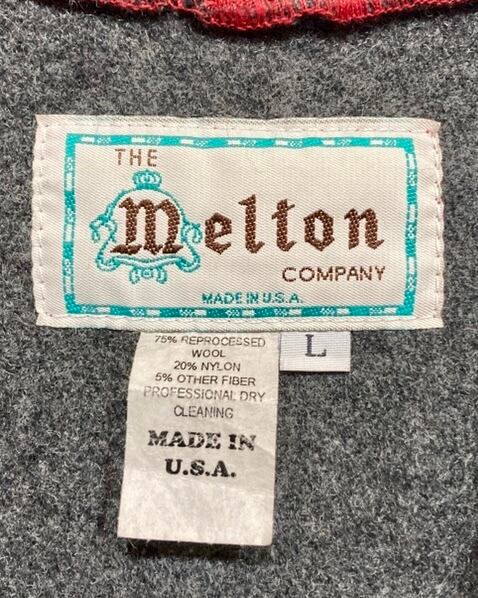 THE
Melton
COMPANY
MADE IN U.S.A.
L
75% REPROCESSED
WOOL
20% NYLON
5% OTHER FIBER
PROFESSIONAL DRY
CLEANING
MADE IN
U.S.A.